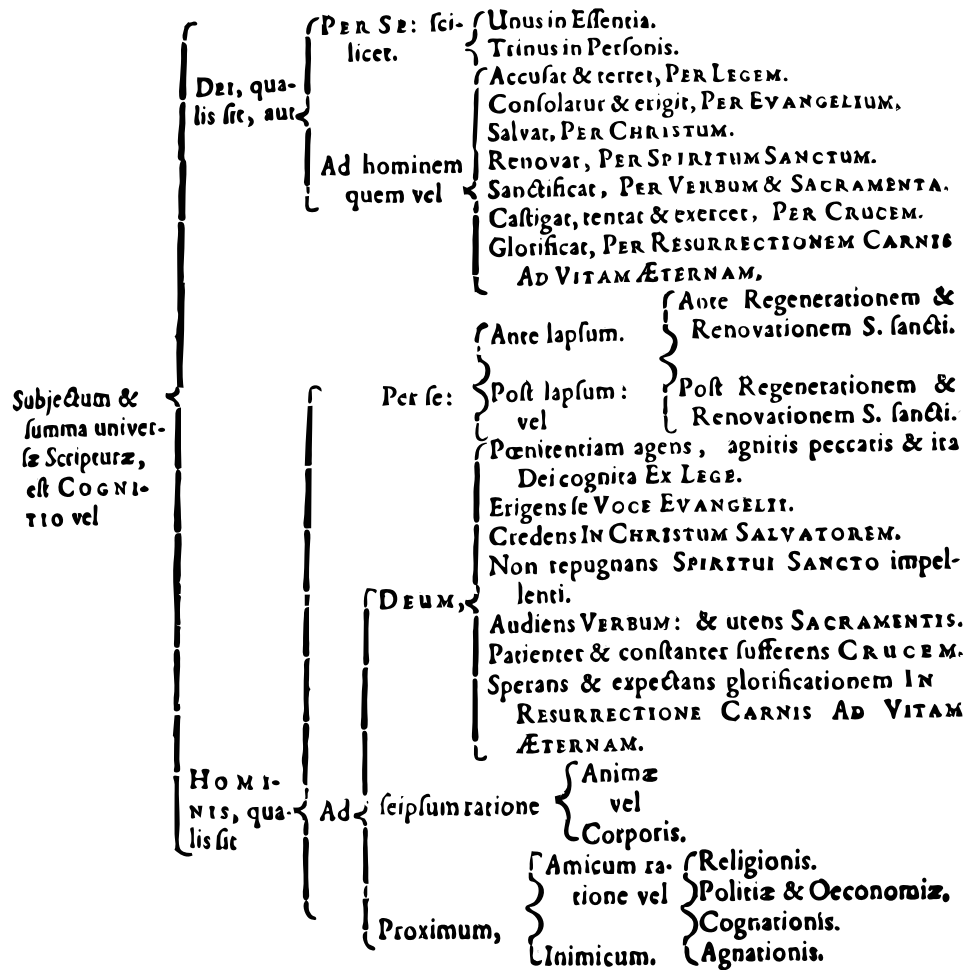 Subjectum &
ſumma univer-
ſæ Scripturæ,
eſt COGNI-
TIO vel
DEI, qua-
lis ſit, aut
PER SE: ſci-
licet.
Unus in Eſſentia.
Trinus in Perſonis.
Ad hominem
quem vel
Accuſat & terret, PER LEGEM.
Conſolatur & erigit, PER EVANGELIUM,
Salvat, PER CHRISTUM.
Renovat, PER SPIRITUM SANCTUM.
Sanctificat, PER VERBUM & SACRAMENTA.
Caſtigat, tentat & exercet, PER CRUCEM.
Glorificat, PER RESURRECTIONEM CARNIS
AD VITAM ÆTERNAM,
HOMI-
NIS, qua-
lis ſit
Per ſe:
Ante lapſum.
Poſt lapſum:
vel
Ante Regenerationem &
Renovationem S. ſancti.
Poſt Regenerationem &
Renovationem S. ſancti.
Ad
DEUM,
Pœnitentiam agens, agnitis peccatis & ita
Dei cognita EX LEGE.
Erigens ſe VOCE EVANGELII.
Credens IN CHRISTUM SALVATOREM.
Non repugnans SPIRITUI SANCTO impel-
lenti.
Audiens VERBUM: & utens SACRAMENTIS.
Patienter & conſtanter ſufferens CRUCEM.
Sperans & expectans glorificationem IN
RESURRECTIONE CARNIS AD VITAM
ÆTERNAM.
ſeipſum ratione
Animæ
vel
Corporis.
Proximum,
Amicum ra-
tione vel
Religionis.
Politiæ & Oeconomiæ,
Cognationis.
Agnationis.
Inimicum.